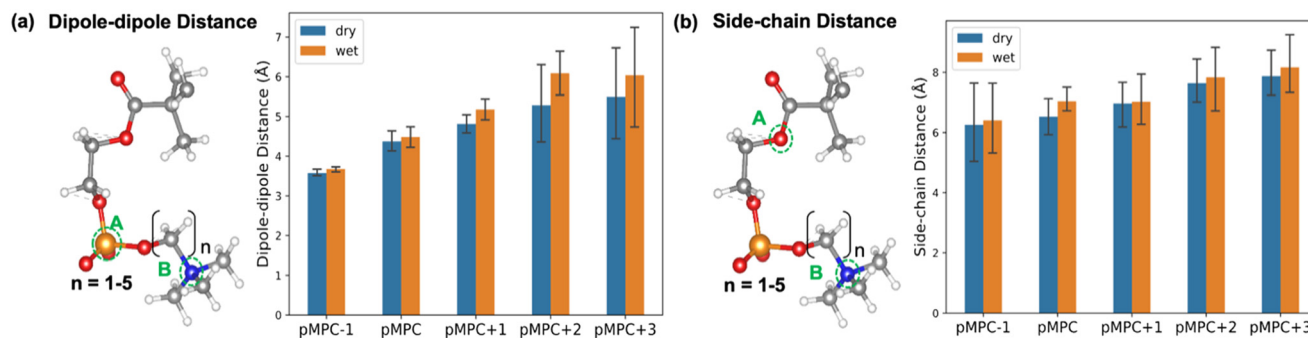 (a) Dipole-dipole Distance
A
B
n
n = 1-5
Dipole-dipole Distance (Å)
7
6
5
4
3
2
1
0
dry
wet
pMPC-1 pMPC pMPC+1 pMPC+2 pMPC+3
(b) Side-chain Distance
A
B
n
n = 1-5
Side-chain Distance (Å)
8
6
4
2
0
dry
wet
pMPC-1 pMPC pMPC+1 pMPC+2 pMPC+3